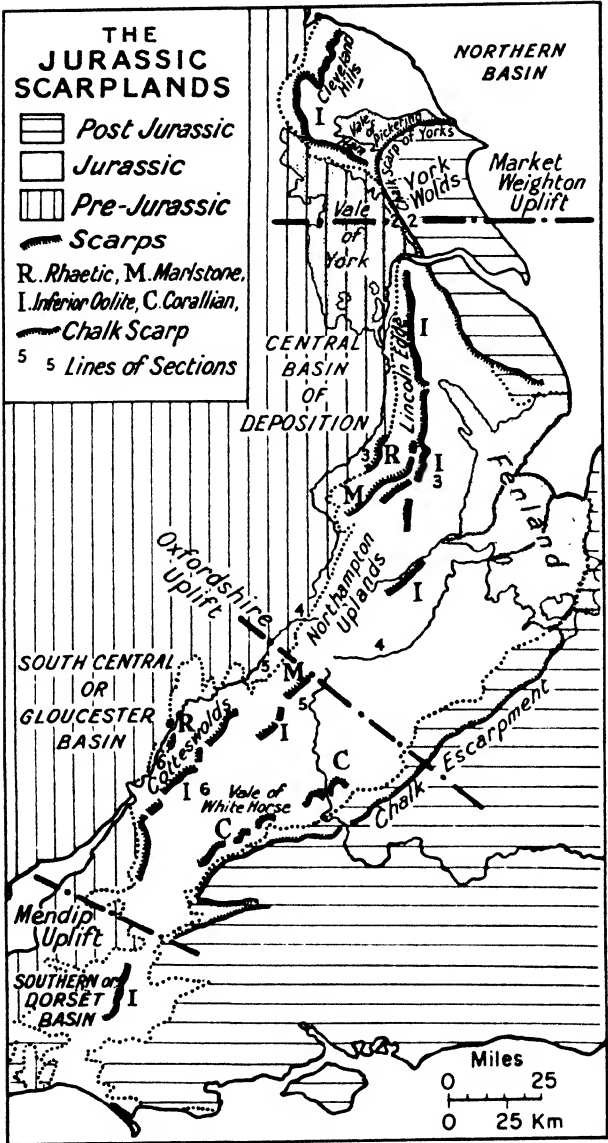 THE
JURASSIC
SCARPLANDS
Post Jurassic
Jurassic
Pre-Jurassic
Scarps
R. Rhaetic, M. Marlstone,
I. Inferior Oolite, C. Corallian,
Chalk Scarp
5 5 Lines of Sections
NORTHERN
BASIN
Cleveland
Hills
I
Vale of
Pickering
Chalk Scarp of Yorks
York
Wolds
Market
Weighton
Uplift
Vale
of
York
2 2
CENTRAL
BASIN
OF
DEPOSITION
Lincoln Edge
I
3
R
I
3
M
Fenland
Oxfordshire
Uplift
Northampton
Uplands
I
4
4
SOUTH CENTRAL
OR
GLOUCESTER
BASIN
5
M
5
I
R
6
Cotteswolds
I 6
Vale of
White Horse
C
C
Chalk Escarpment
Mendip
Uplift
SOUTHERN or
DORSET
BASIN
I
Miles
0 25
0 25 Km